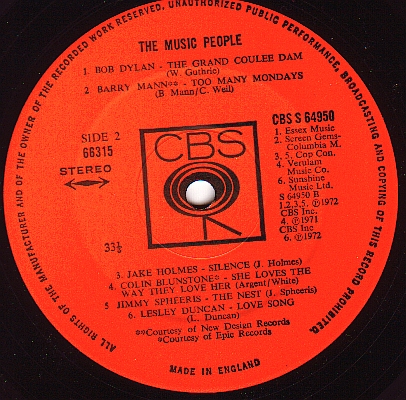 ALL RIGHTS OF THE MANUFACTURER AND OF THE OWNER OF THE RECORDED WORK RESERVED. UNAUTHORIZED PUBLIC PERFORMANCE, BROADCASTING AND COPYING OF THIS RECORD PROHIBITED.
THE MUSIC PEOPLE
1. BOB DYLAN - THE GRAND COULEE DAM
(W. Guthrie)
2 BARRY MANN** - TOO MANY MONDAYS
(B. Mann/C. Weil)
SIDE 2
66315
STEREO
33⅓
CBS
CBS S 64950
1. Essex Music
2. Screen Gems-
Columbia M.
3. 5. Cop Con.
4. Verulam
Music Co.
6. Sunshine
Music Ltd.
S 64950 B
1.2.3.5. ℗1972
CBS Inc.
4. ℗1971
CBS Inc
6. ℗1972
3. JAKE HOLMES - SILENCE (J. Holmes)
4. COLIN BLUNSTONE* - SHE LOVES THE
WAY THEY LOVE HER (Argent/White)
5 JIMMY SPHEERIS - THE NEST (J. Spheeris)
6. LESLEY DUNCAN - LOVE SONG
(L. Duncan)
**Courtesy of New Design Records
*Courtesy of Epic Records
MADE IN ENGLAND